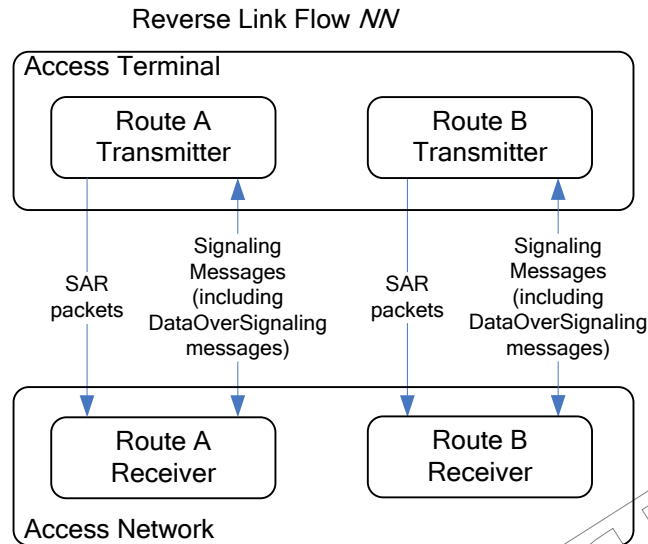 Reverse Link Flow NN
Access Terminal
Route A
Transmitter
Route B
Transmitter
SAR
packets
Signaling
Messages
(including
DataOverSignaling
messages)
SAR
packets
Signaling
Messages
(including
DataOverSignaling
messages)
Route A
Receiver
Route B
Receiver
Access Network